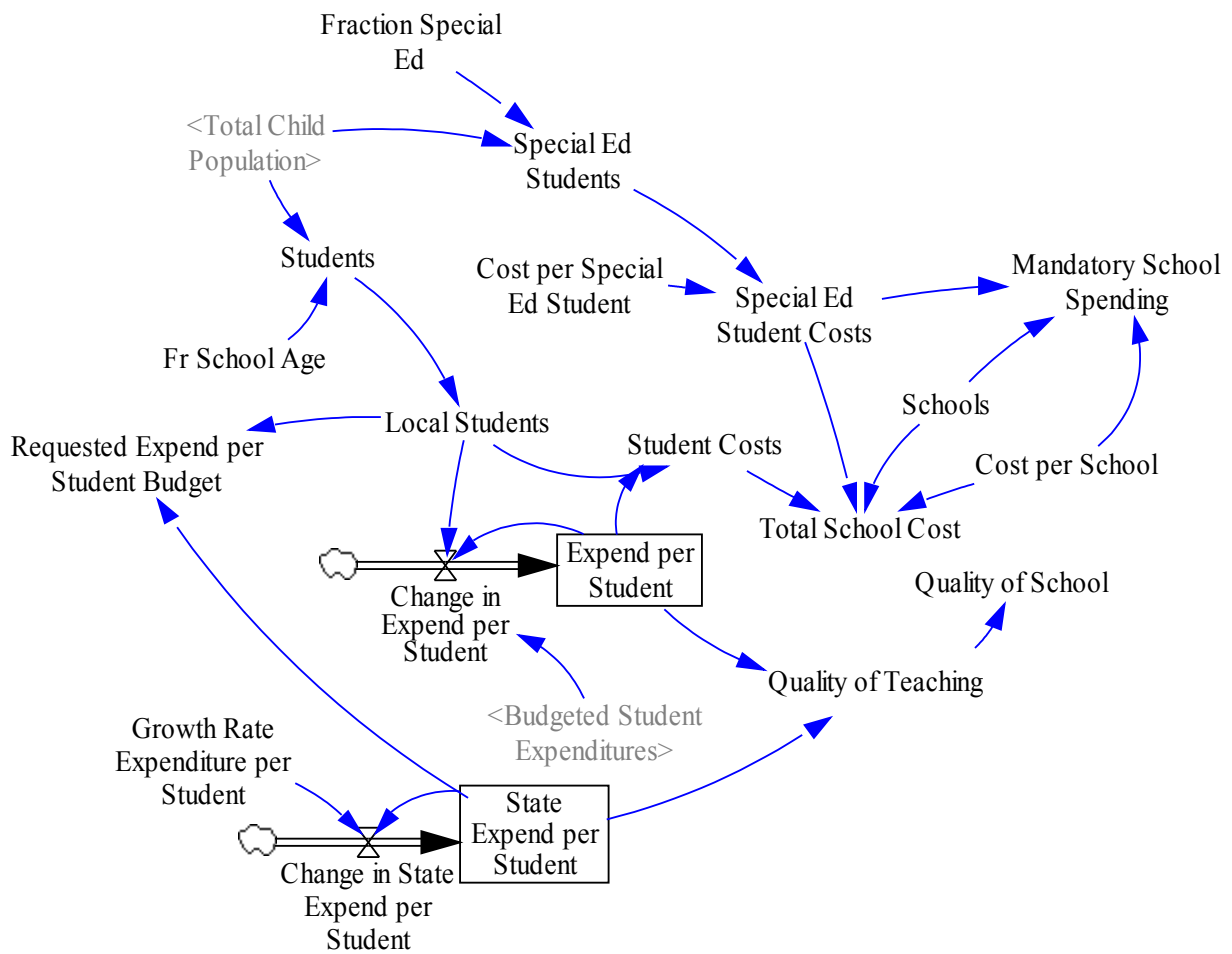 Fraction Special
Ed
<Total Child
Population>
Special Ed
Students
Students
Cost per Special
Ed Student
Special Ed
Student Costs
Mandatory School
Spending
Fr School Age
Schools
Local Students
Requested Expend per
Student Budget
Student Costs
Cost per School
Total School Cost
Expend per
Student
Change in
Expend per
Student
Quality of School
Quality of Teaching
<Budgeted Student
Expenditures>
Growth Rate
Expenditure per
Student
State
Expend per
Student
Change in State
Expend per
Student